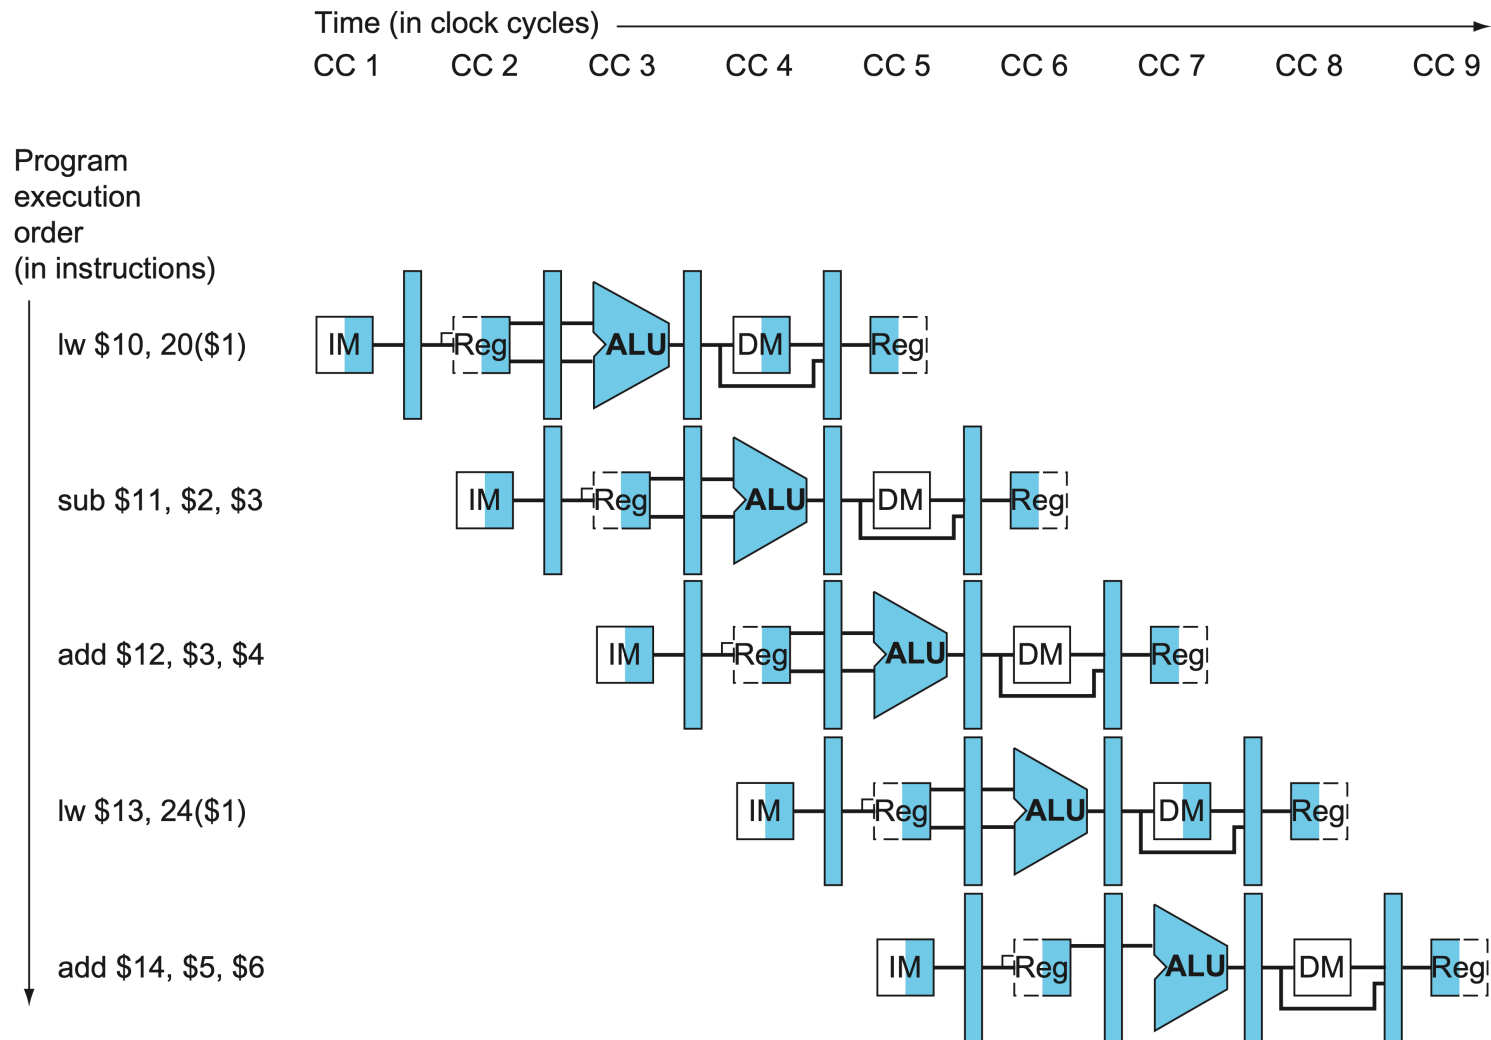 Time (in clock cycles)
CC 1 CC 2 CC 3 CC 4 CC 5 CC 6 CC 7 CC 8 CC 9
Program
execution
order
(in instructions)
lw $10, 20($1) IM Reg ALU DM Reg
sub $11, $2, $3 IM Reg ALU DM Reg
add $12, $3, $4 IM Reg ALU DM Reg
lw $13, 24($1) IM Reg ALU DM Reg
add $14, $5, $6 IM Reg ALU DM Reg